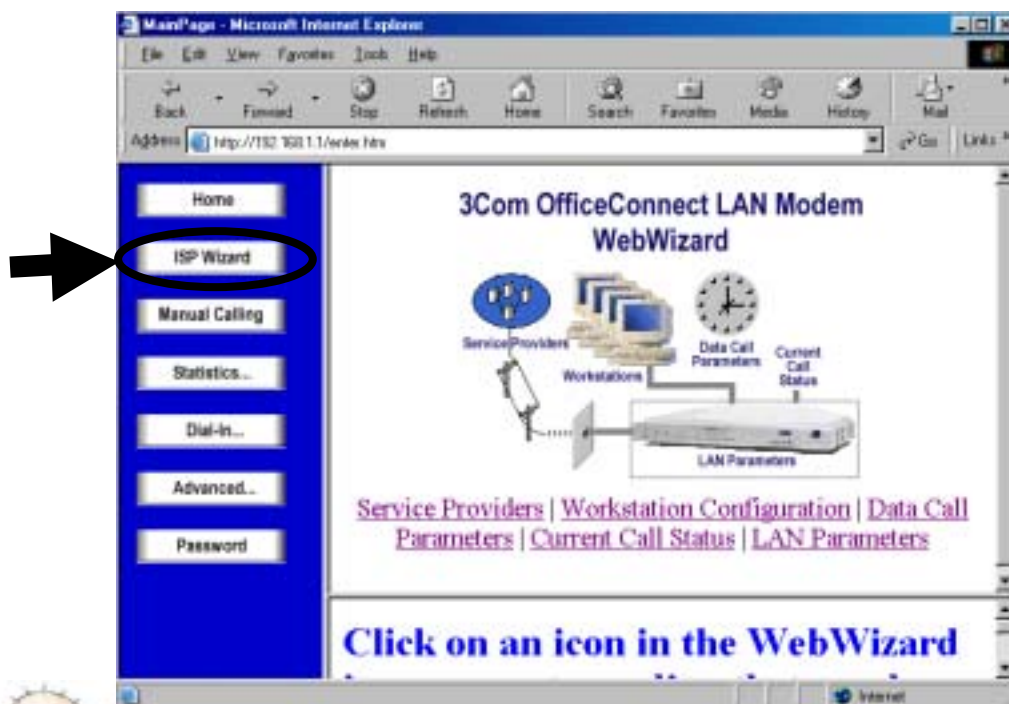 MainPage - Microsoft Internet Explorer
File Edit View Favorites Tools Help
Back Forward Stop Refresh Home Search Favorites Media History Mail
Address http://192.168.1.1/enter.htm Go Links
Home
ISP Wizard
Manual Calling
Statistics...
Dial-In...
Advanced...
Password
3Com OfficeConnect LAN Modem
WebWizard
Service Providers
Workstations
Data Call
Parameters
Current
Call
Status
LAN Parameters
Service Providers | Workstation Configuration | Data Call
Parameters | Current Call Status | LAN Parameters
Click on an icon in the WebWizard
Internet